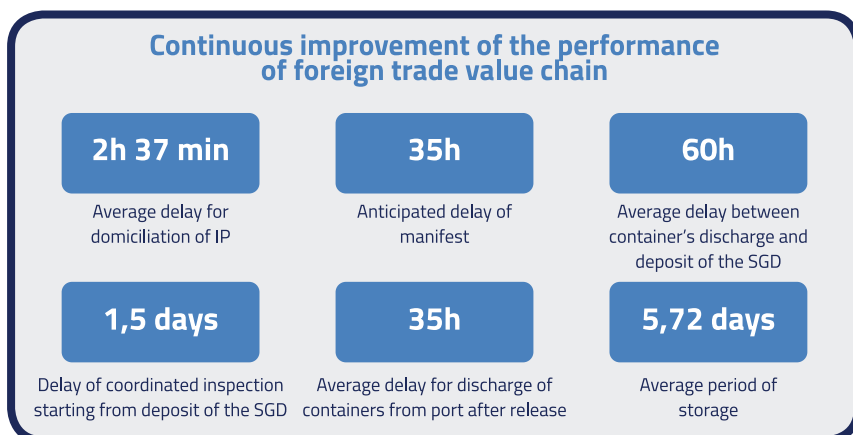 Continuous improvement of the performance
of foreign trade value chain
2h 37 min
Average delay for
domiciliation of IP
35h
Anticipated delay of
manifest
60h
Average delay between
container's discharge and
deposit of the SGD
1,5 days
Delay of coordinated inspection
starting from deposit of the SGD
35h
Average delay for discharge of
containers from port after release
5,72 days
Average period of
storage